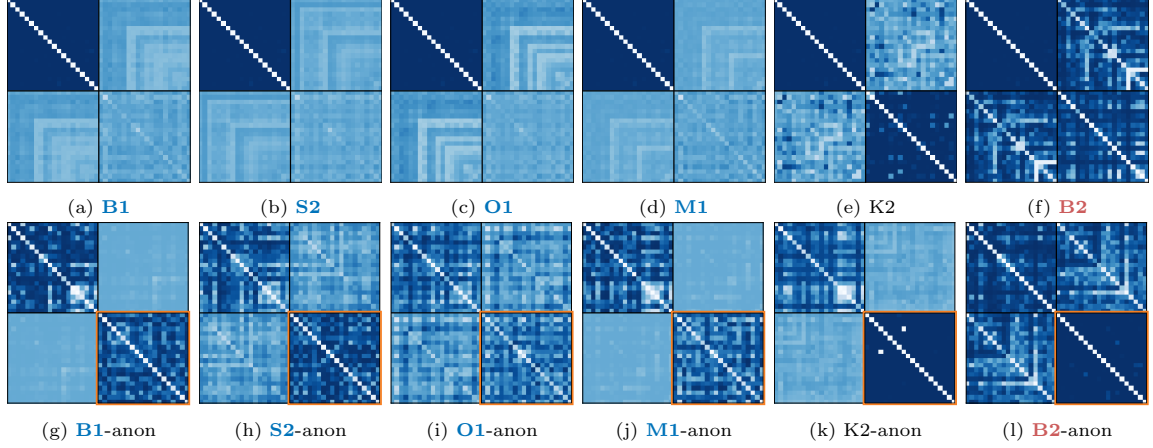 (a) B1 (b) S2 (c) O1 (d) M1 (e) K2 (f) B2
(g) B1-anon (h) S2-anon (i) O1-anon (j) M1-anon (k) K2-anon (l) B2-anon